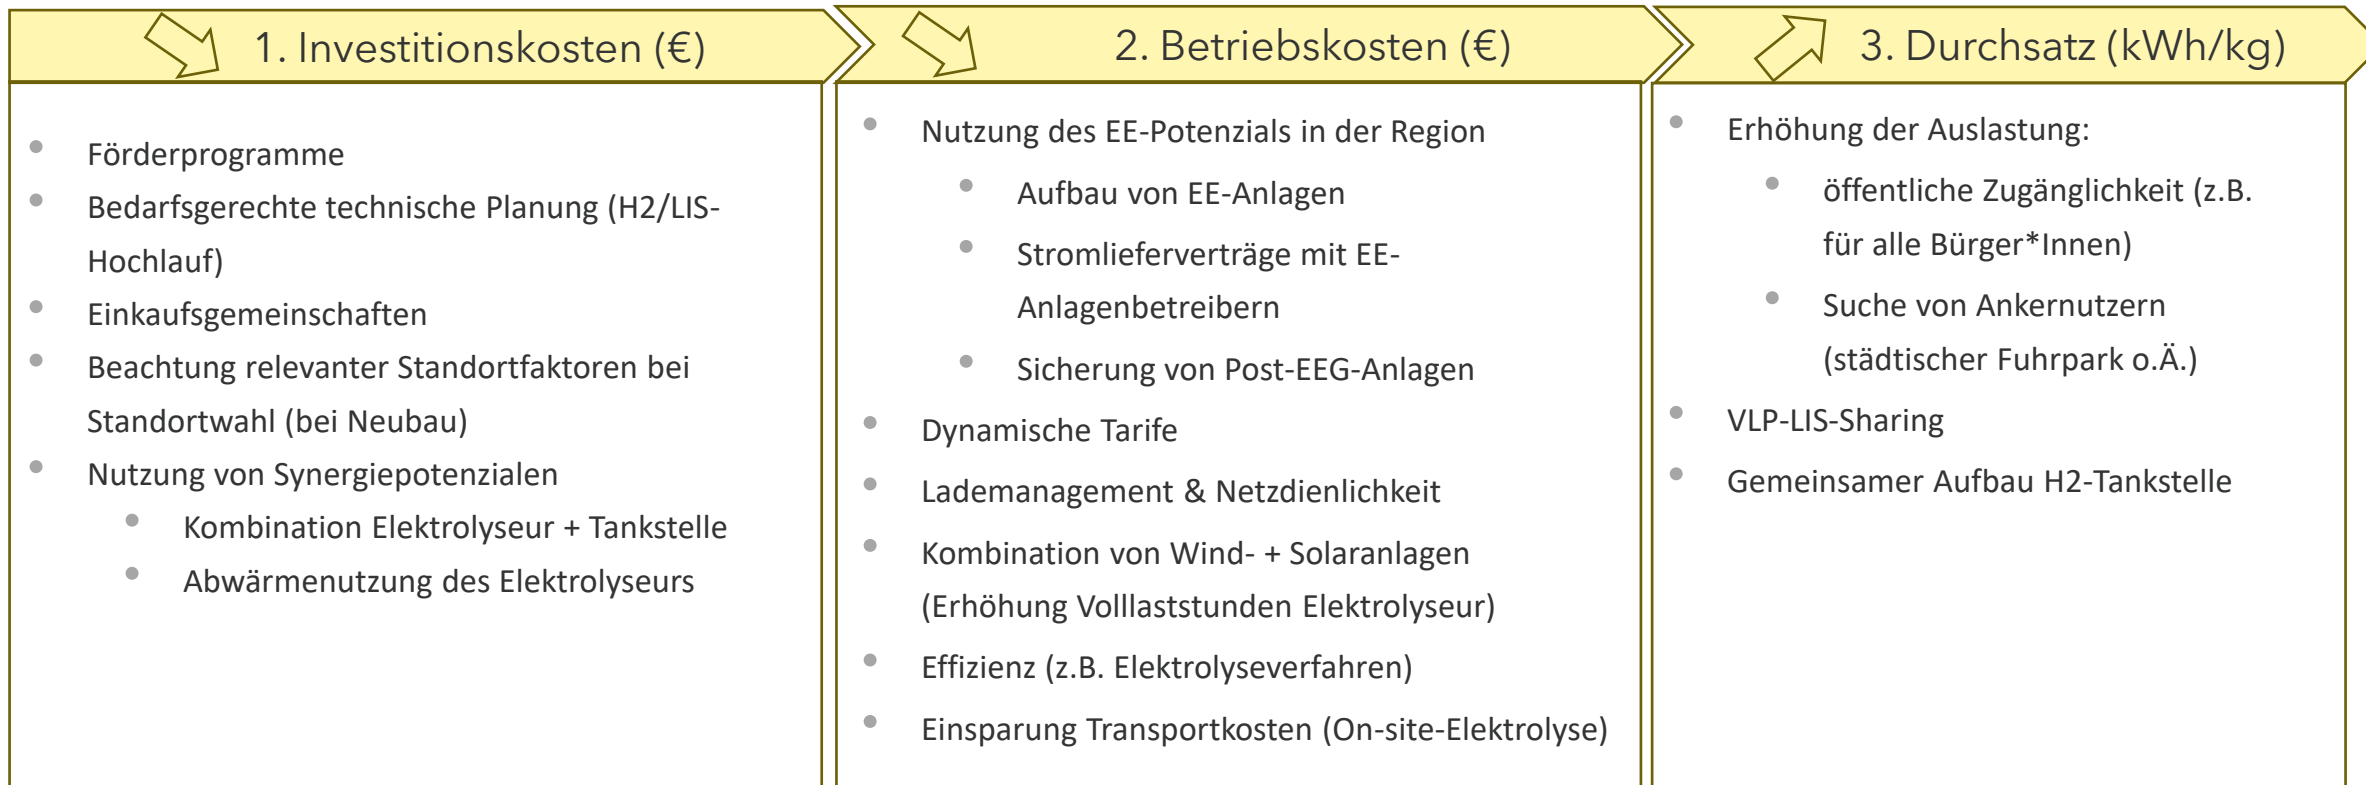 1. Investitionskosten (€)
Förderprogramme
Bedarfsgerechte technische Planung (H2/LIS-
Hochlauf)
Einkaufsgemeinschaften
Beachtung relevanter Standortfaktoren bei
Standortwahl (bei Neubau)
Nutzung von Synergiepotenzialen
Kombination Elektrolyseur + Tankstelle
Abwärmenutzung des Elektrolyseurs
2. Betriebskosten (€)
Nutzung des EE-Potenzials in der Region
Aufbau von EE-Anlagen
Stromlieferverträge mit EE-
Anlagenbetreibern
Sicherung von Post-EEG-Anlagen
Dynamische Tarife
Lademanagement & Netzdienlichkeit
Kombination von Wind- + Solaranlagen
(Erhöhung Volllaststunden Elektrolyseur)
Effizienz (z.B. Elektrolyseverfahren)
Einsparung Transportkosten (On-site-Elektrolyse)
3. Durchsatz (kWh/kg)
Erhöhung der Auslastung:
öffentliche Zugänglichkeit (z.B.
für alle Bürger*Innen)
Suche von Ankernutzern
(städtischer Fuhrpark o.Ä.)
VLP-LIS-Sharing
Gemeinsamer Aufbau H2-Tankstelle